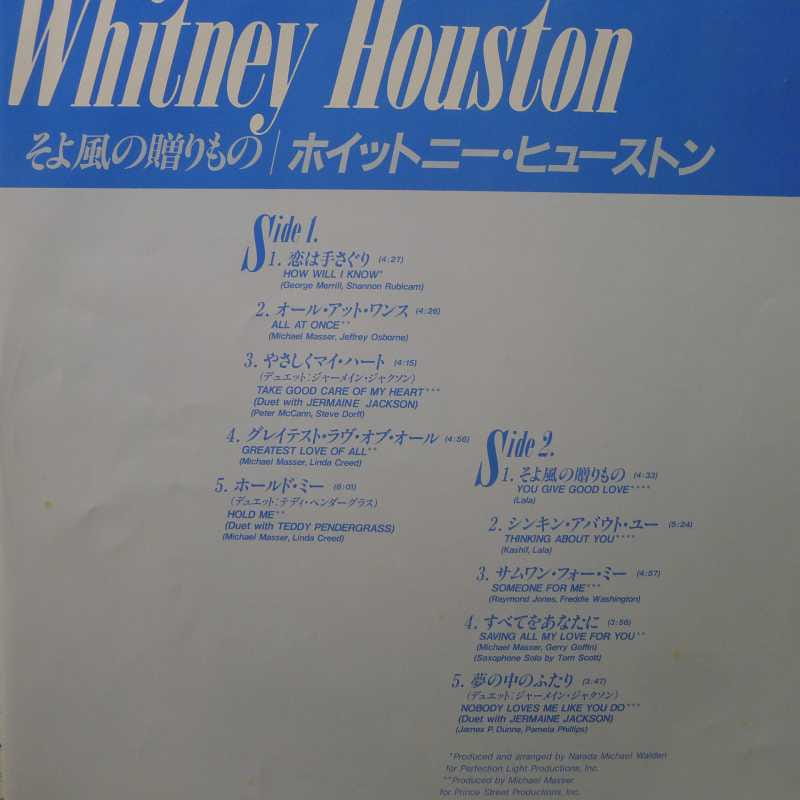 Whitney Houston
そよ風の贈りもの/ホイットニー・ヒューストン
Side 1.
1. 恋は手さぐり (4:27)
HOW WILL I KNOW*
(George Merrill, Shannon Rubicam)
2. オール・アット・ワンス (4:26)
ALL AT ONCE**
(Michael Masser, Jeffrey Osborne)
3. やさしくマイ・ハート (4:15)
(デュエット:ジャーメイン・ジャクソン)
TAKE GOOD CARE OF MY HEART***
(Duet with JERMAINE JACKSON)
(Peter McCann, Steve Dorff)
4. グレイテスト・ラヴ・オブ・オール (4:56)
GREATEST LOVE OF ALL**
(Michael Masser, Linda Creed)
5. ホールド・ミー (6:01)
(デュエット:テディ・ペンダーグラス)
HOLD ME**
(Duet with TEDDY PENDERGRASS)
(Michael Masser, Linda Creed)
Side 2.
1. そよ風の贈りもの (4:33)
YOU GIVE GOOD LOVE****
(Lala)
2. シンキン・アバウト・ユー (5:24)
THINKING ABOUT YOU****
(Kashif, Lala)
3. サムワン・フォー・ミー (4:57)
SOMEONE FOR ME***
(Raymond Jones, Freddie Washington)
4. すべてをあなたに (3:56)
SAVING ALL MY LOVE FOR YOU**
(Michael Masser, Gerry Goffin)
(Saxophone Solo by Tom Scott)
5. 夢の中のふたり (3:47)
(デュエット:ジャーメイン・ジャクソン)
NOBODY LOVES ME LIKE YOU DO***
(Duet with JERMAINE JACKSON)
(James P. Dunne, Pamela Phillips)
*Produced and arranged by Narada Michael Walden
for Perfection Light Productions, Inc.
**Produced by Michael Masser
for Prince Street Productions, Inc.